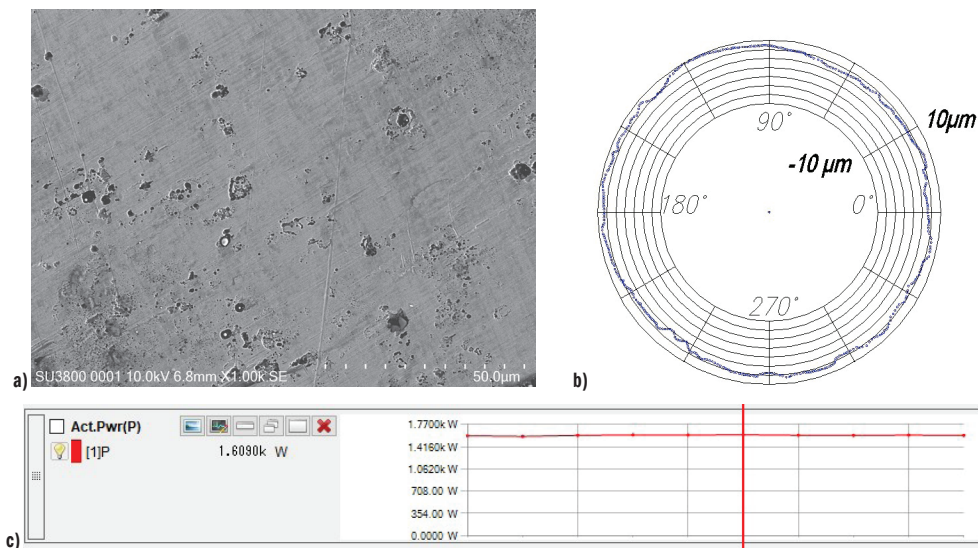 a)
SU3800 0001 10.0kV 6.8mm X1.00k SE
50.0μm
b)
90°
10μm
-10 μm
180°
0°
270°
c)
Act.Pwr(P)
[1]P
1.6090k W
1.7700k W
1.4160k W
1.0620k W
708.00 W
354.00 W
0.0000 W